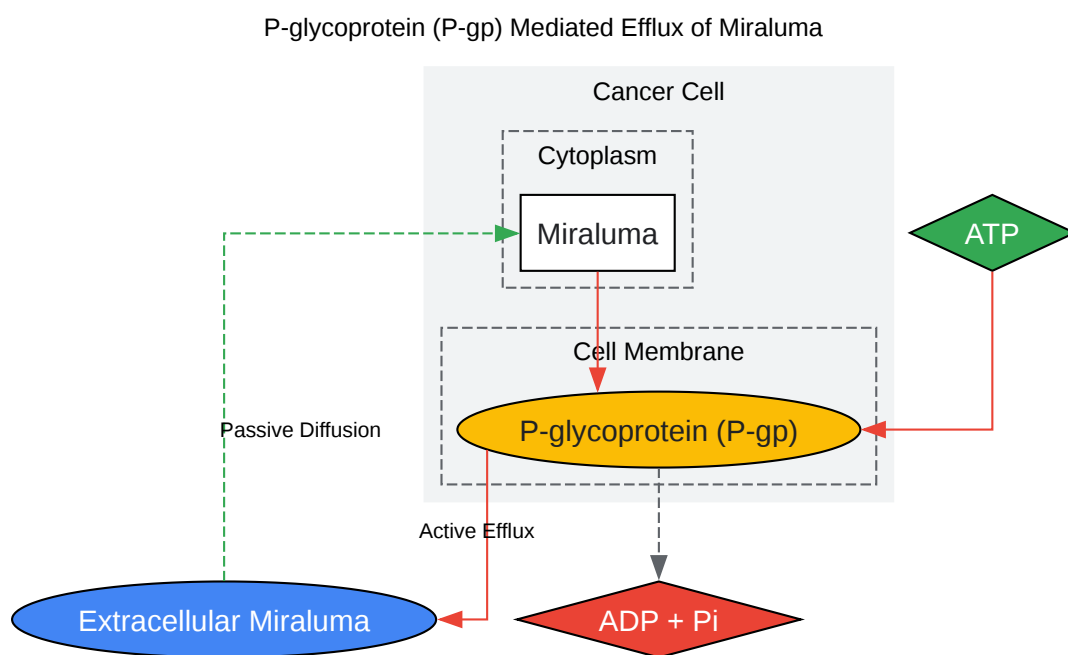 P-glycoprotein (P-gp) Mediated Efflux of Miraluma
Cancer Cell
Cytoplasm
Miraluma
ATP
Cell Membrane
P-glycoprotein (P-gp)
Passive Diffusion
Active Efflux
Extracellular Miraluma
ADP + Pi